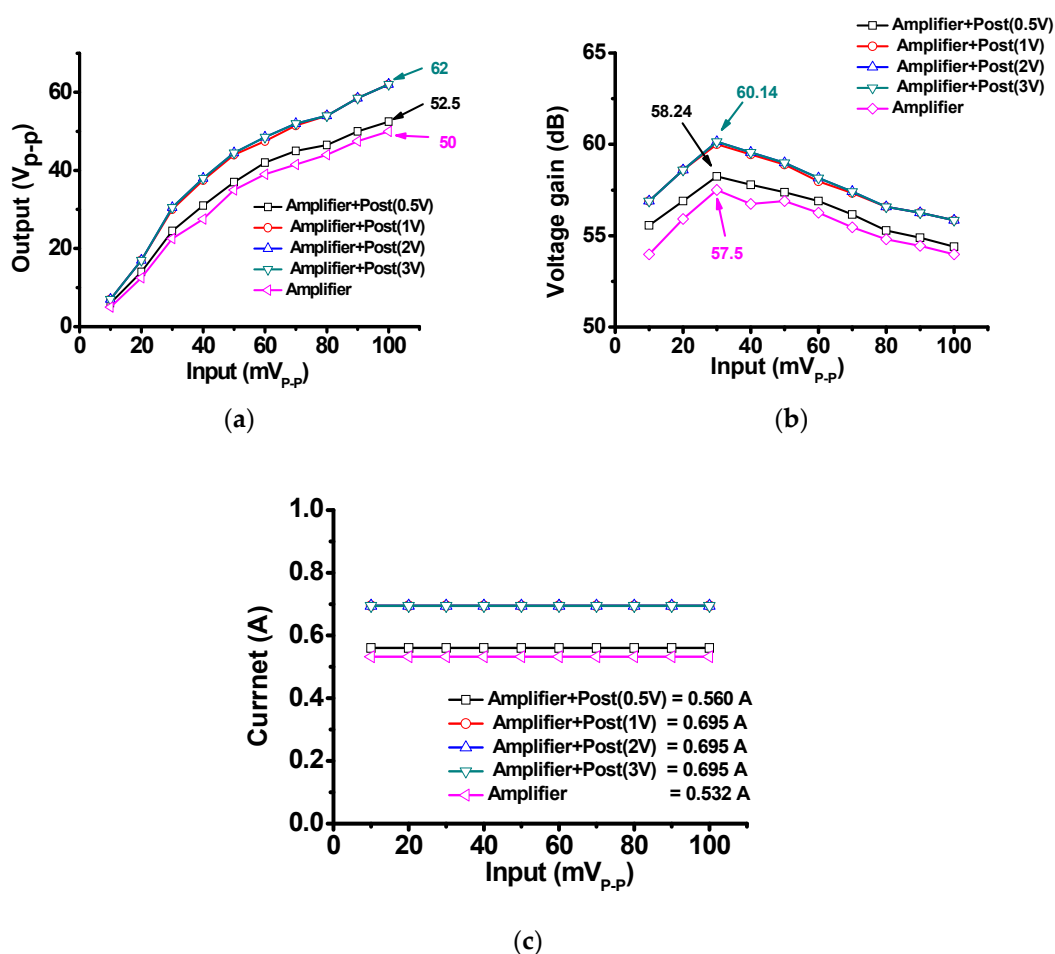 62
52.5
50
Output (Vp-p)
60
40
20
0
Amplifier+Post(0.5V)
Amplifier+Post(1V)
Amplifier+Post(2V)
Amplifier+Post(3V)
Amplifier
0 20 40 60 80 100
Input (mVP-P)
(a)
Amplifier+Post(0.5V)
Amplifier+Post(1V)
Amplifier+Post(2V)
Amplifier+Post(3V)
Amplifier
60.14
58.24
57.5
Voltage gain (dB)
65
60
55
50
0 20 40 60 80 100
Input (mVP-P)
(b)
Currnet (A)
1.0
0.8
0.6
0.4
0.2
0.0
Amplifier+Post(0.5V) = 0.560 A
Amplifier+Post(1V) = 0.695 A
Amplifier+Post(2V) = 0.695 A
Amplifier+Post(3V) = 0.695 A
Amplifier = 0.532 A
0 20 40 60 80 100
Input (mVP-P)
(c)